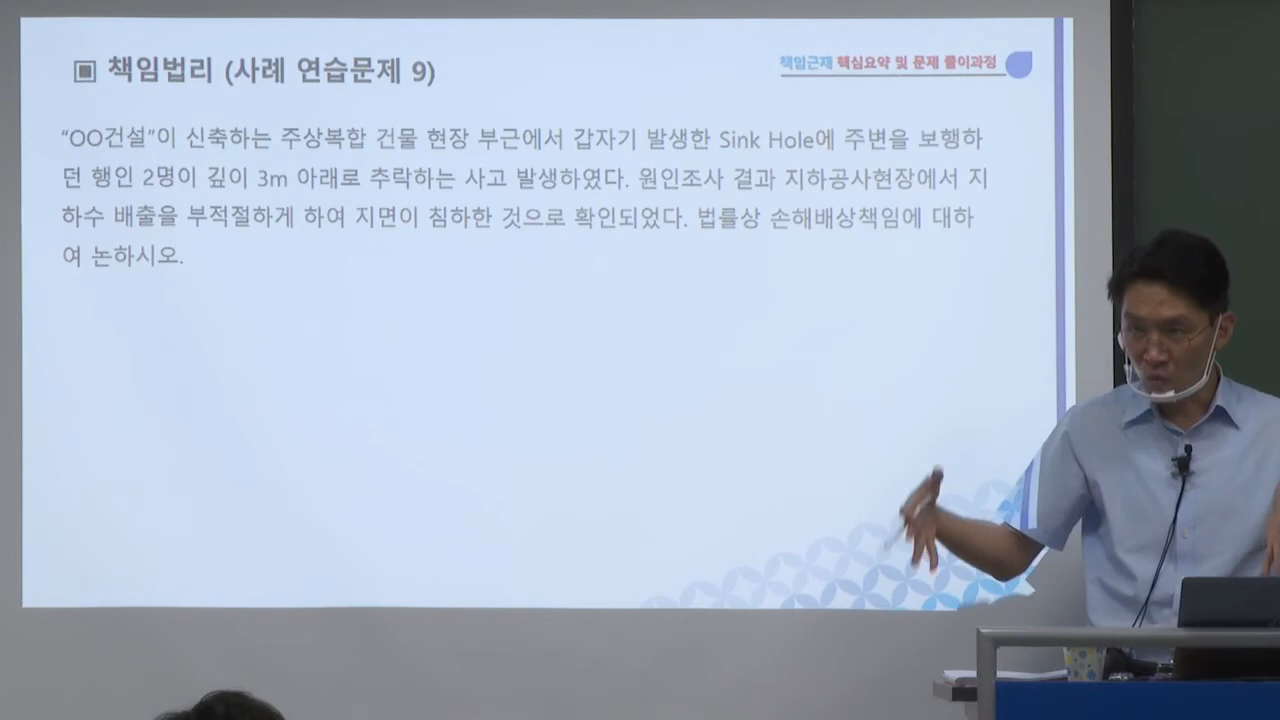 ▣ 책임법리 (사례 연습문제 9)
책임근재 핵심요약 및 문제 풀이과정
“OO건설”이 신축하는 주상복합 건물 현장 부근에서 갑자기 발생한 Sink Hole에 주변을 보행하
던 행인 2명이 깊이 3m 아래로 추락하는 사고 발생하였다. 원인조사 결과 지하공사현장에서 지
하수 배출을 부적절하게 하여 지면이 침하한 것으로 확인되었다. 법률상 손해배상책임에 대하
여 논하시오.